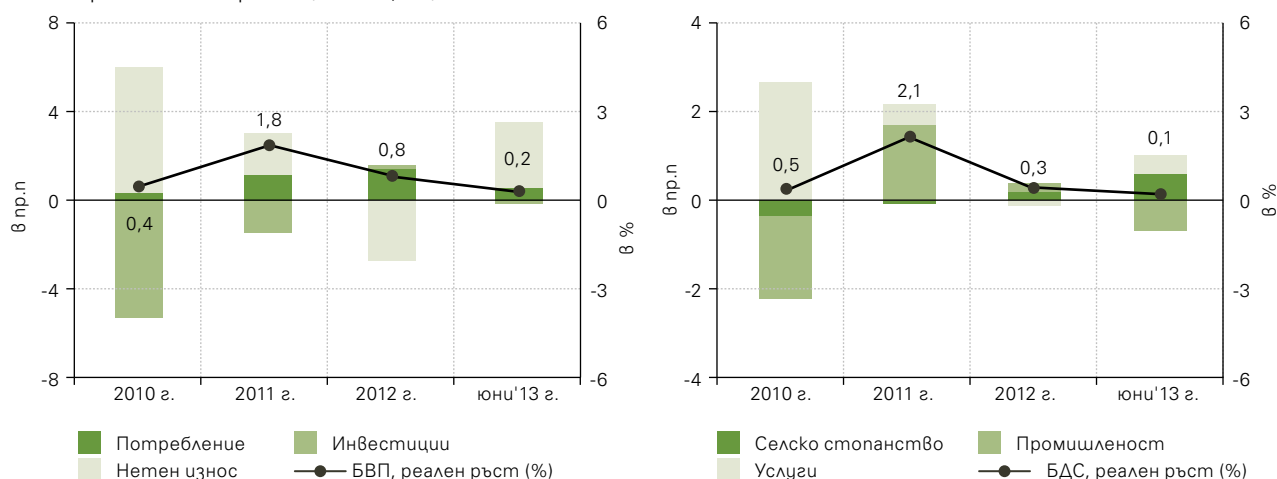 8
6
4
3
0
0
-4
-3
-8
-6
в пр.п
в %
0,4
1,8
0,8
0,2
2010 г.
2011 г.
2012 г.
юни'13 г.
Потребление
Инвестиции
Нетен износ
БВП, реален ръст (%)
4
6
2
3
0
0
-2
-3
-4
-6
в пр.п
в %
0,5
2,1
0,3
0,1
2010 г.
2011 г.
2012 г.
юни'13 г.
Селско стопанство
Промишленост
Услуги
БДС, реален ръст (%)